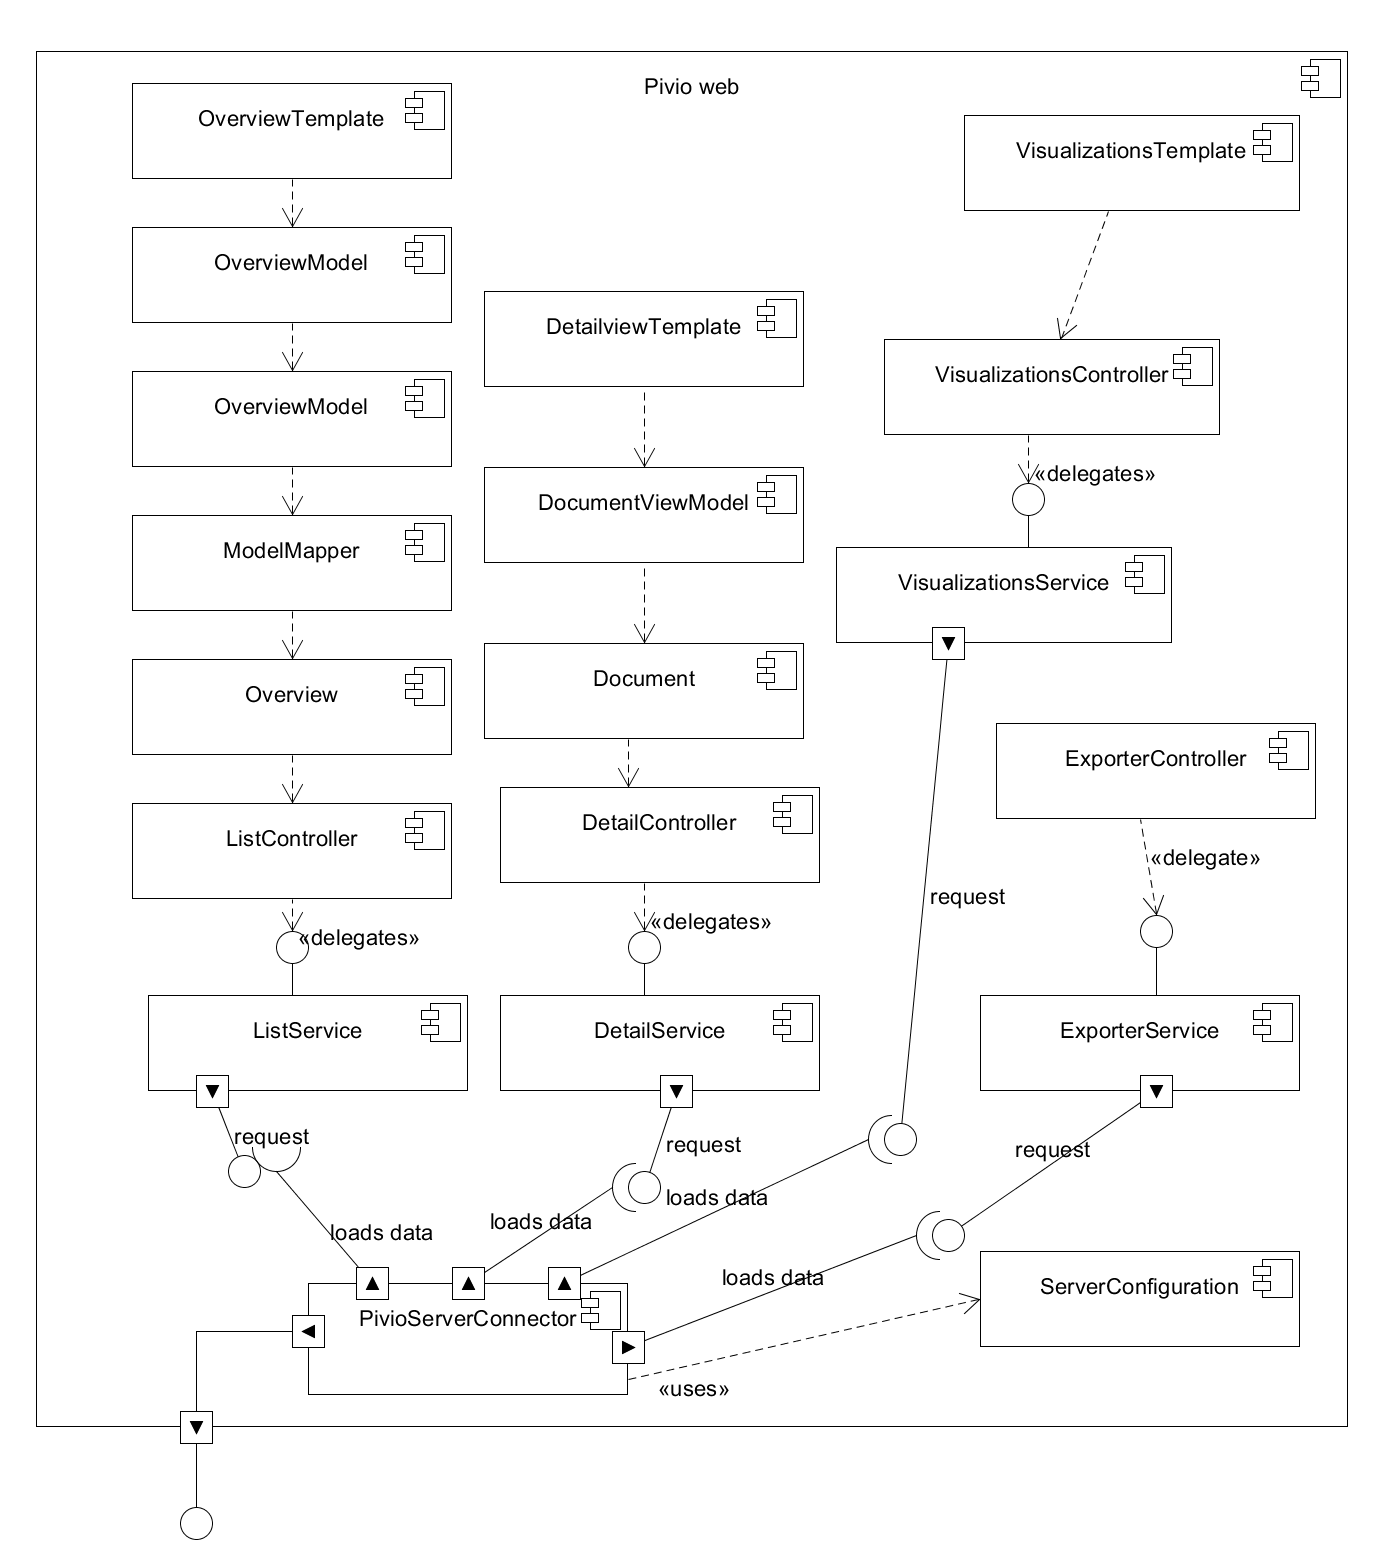 Pivio web
OverviewTemplate
VisualizationsTemplate
OverviewModel
DetailviewTemplate
VisualizationsController
OverviewModel
«delegates»
DocumentViewModel
ModelMapper
VisualizationsService
Document
Overview
ExporterController
DetailController
ListController
«delegate»
request
«delegates»
«delegates»
ListService
DetailService
ExporterService
request
request
request
loads data
loads data
loads data
loads data
ServerConfiguration
PivioServerConnector
«uses»